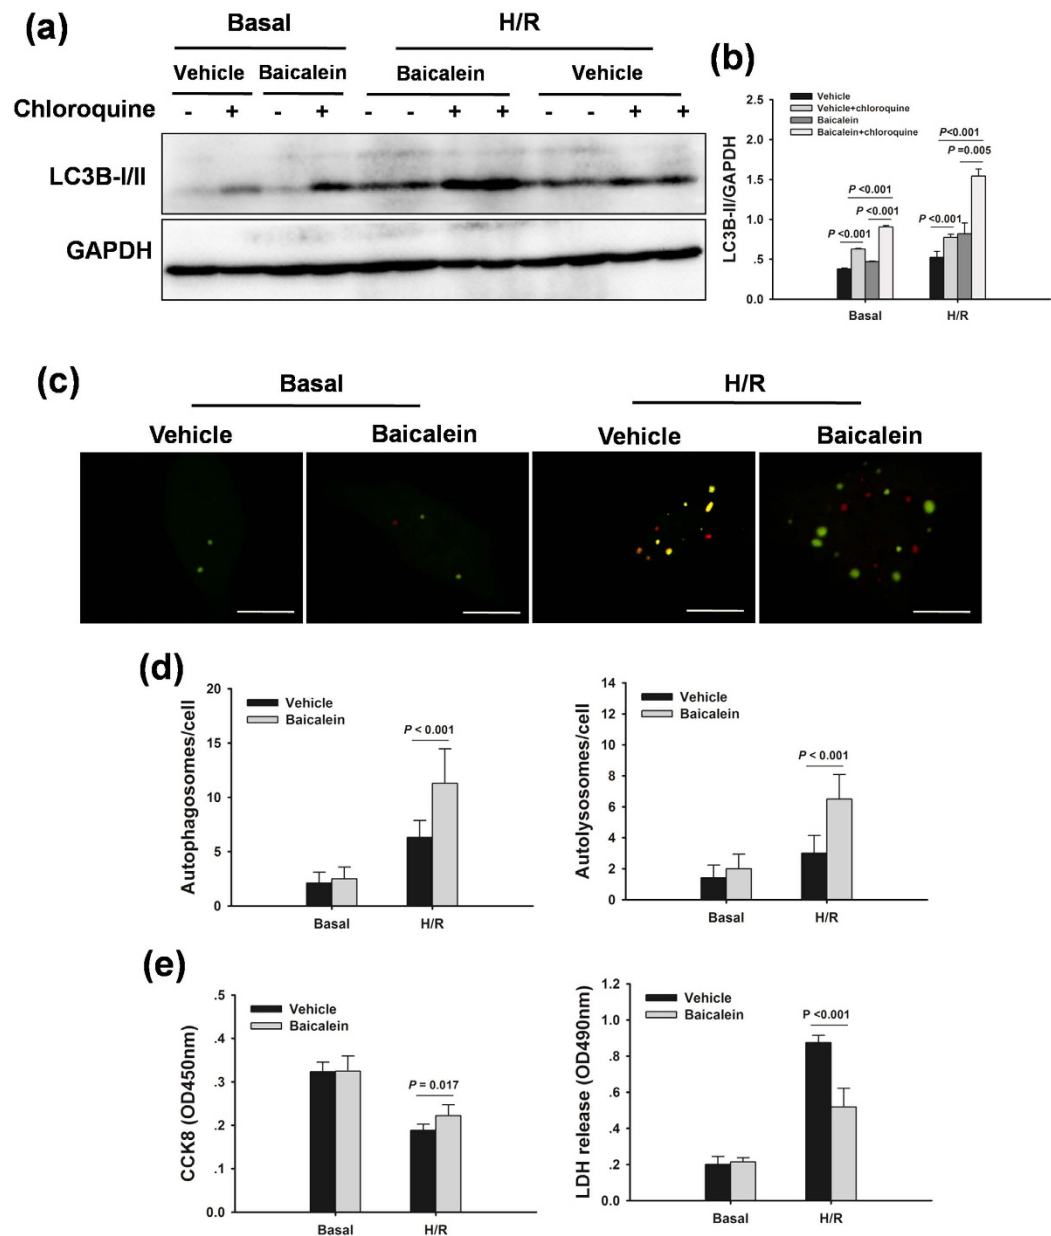 (a)
Basal
H/R
Vehicle Baicalein Baicalein Vehicle
Chloroquine - + - + - - + + - - + +
LC3B-I/II
GAPDH
(b)
Vehicle
Vehicle+chloroquine
Baicalein
Baicalein+chloroquine
LC3B-II/GAPDH
2.5
2.0
1.5
1.0
.5
0.0
P <0.001
P <0.001
P <0.001
P<0.001
P =0.005
P <0.001
Basal H/R
(c)
Basal H/R
Vehicle Baicalein Vehicle Baicalein
(d)
Autophagosomes/cell
20
15
10
5
0
Vehicle
Baicalein
P < 0.001
Basal H/R
Autolysosomes/cell
14
12
10
8
6
4
2
0
Vehicle
Baicalein
P < 0.001
Basal H/R
(e)
CCK8 (OD450nm)
.5
.4
.3
.2
.1
0.0
Vehicle
Baicalein
P = 0.017
Basal H/R
LDH release (OD490nm)
1.2
1.0
.8
.6
.4
.2
0.0
Vehicle
Baicalein
P <0.001
Basal H/R